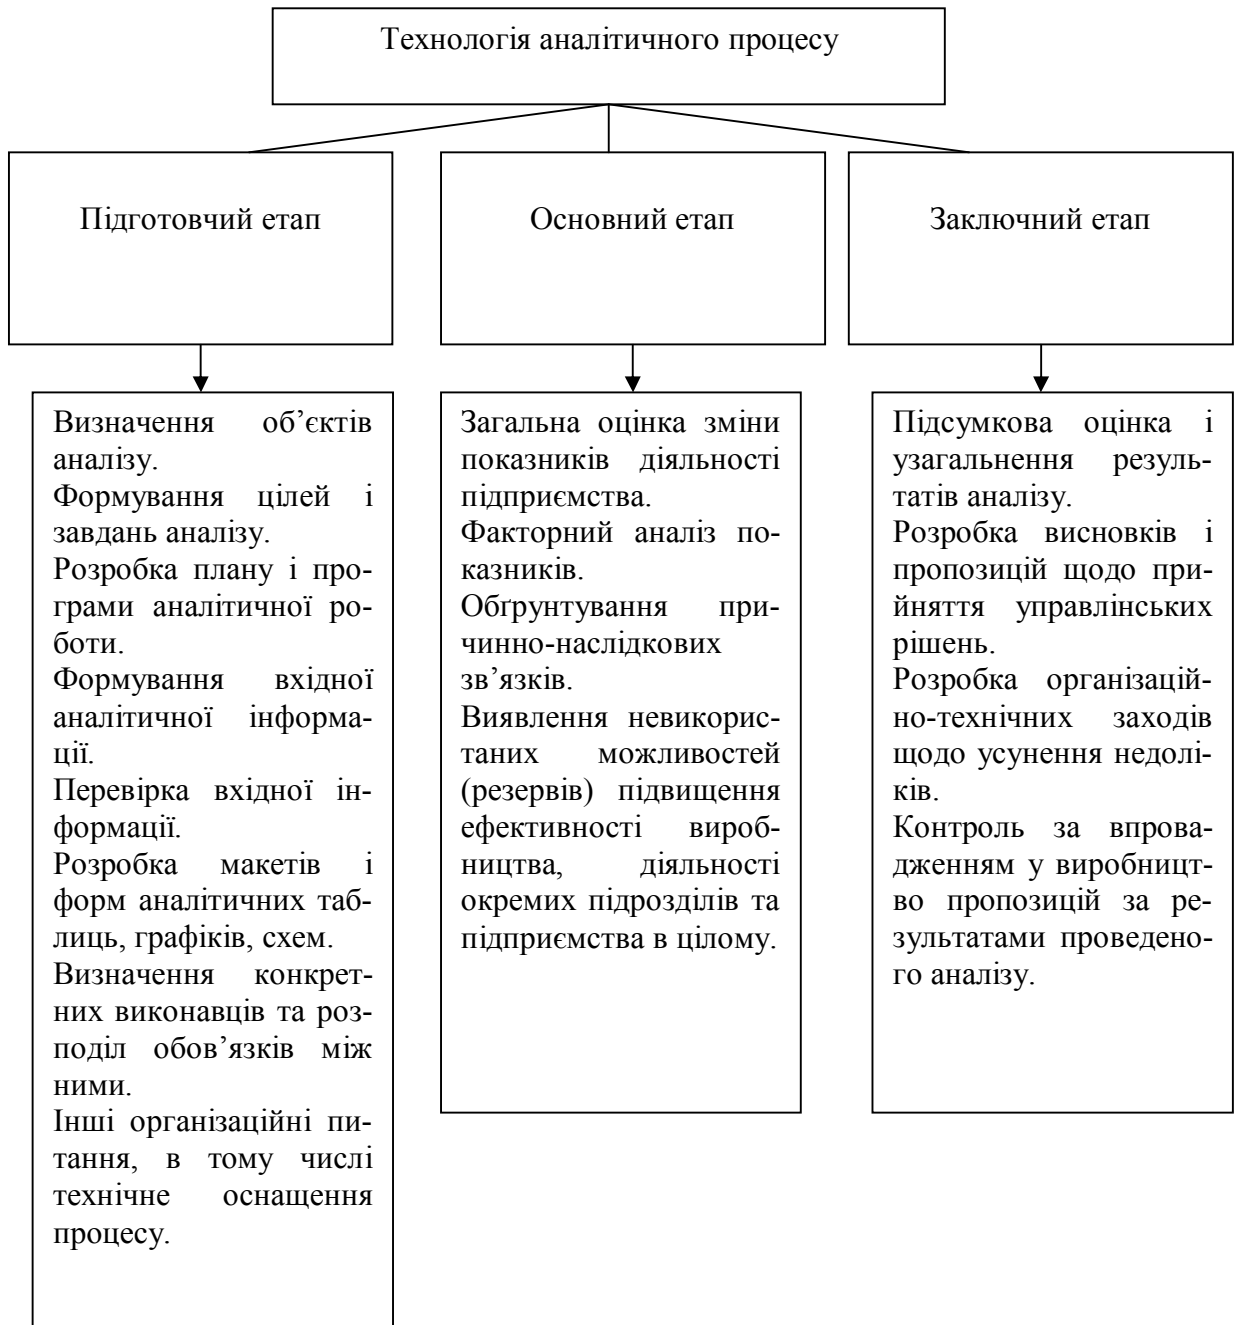 Технологія аналітичного процесу
Підготовчий етап
Основний етап
Заключний етап
Визначення об’єктів
аналізу.
Формування цілей і
завдань аналізу.
Розробка плану і про-
грами аналітичної ро-
боти.
Формування вхідної
аналітичної інформа-
ції.
Перевірка вхідної ін-
формації.
Розробка макетів і
форм аналітичних таб-
лиць, графіків, схем.
Визначення конкрет-
них виконавців та роз-
поділ обов’язків між
ними.
Інші організаційні пи-
тання, в тому числі
технічне оснащення
процесу.
Загальна оцінка зміни
показників діяльності
підприємства.
Факторний аналіз по-
казників.
Обґрунтування при-
чинно-наслідкових
зв’язків.
Виявлення невикорис-
таних можливостей
(резервів) підвищення
ефективності вироб-
ництва, діяльності
окремих підрозділів та
підприємства в цілому.
Підсумкова оцінка і
узагальнення резуль-
татів аналізу.
Розробка висновків і
пропозицій щодо при-
йняття управлінських
рішень.
Розробка організацій-
но-технічних заходів
щодо усунення недолі-
ків.
Контроль за впрова-
дженням у виробницт-
во пропозицій за ре-
зультатами проведено-
го аналізу.